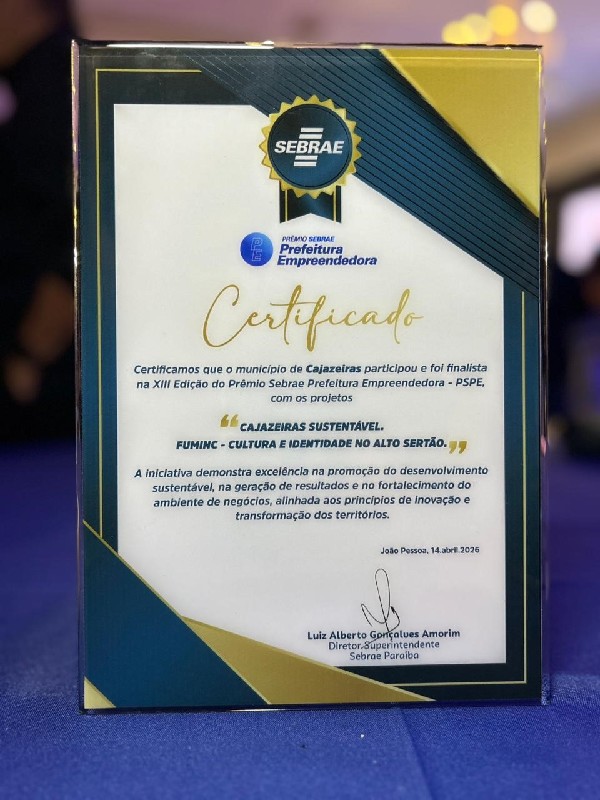 SEBRAE
PRÊMIO SEBRAE
Prefeitura
Empreendedora
Certificado
Certificamos que o município de Cajazeiras participou e foi finalista
na XIII Edição do Prêmio Sebrae Prefeitura Empreendedora - PSPE,
com os projetos
“CAJAZEIRAS SUSTENTÁVEL.
FUMINC - CULTURA E IDENTIDADE NO ALTO SERTÃO.”
A iniciativa demonstra excelência na promoção do desenvolvimento
sustentável, na geração de resultados e no fortalecimento do
ambiente de negócios, alinhada aos princípios de inovação e
transformação dos territórios.
João Pessoa, 14.abril.2026
Luiz Alberto Gonçalves Amorim
Diretor Superintendente
Sebrae Paraíba